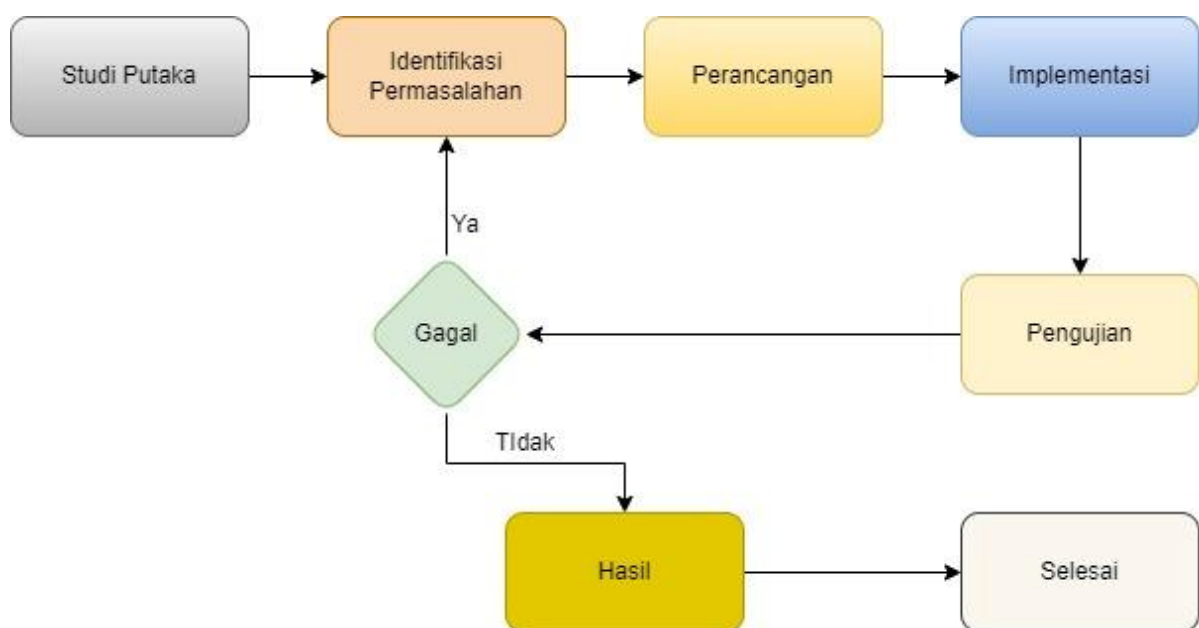 Studi Putaka
Identifikasi
Permasalahan
Perancangan
Implementasi
Ya
Gagal
Pengujian
TIdak
Hasil
Selesai